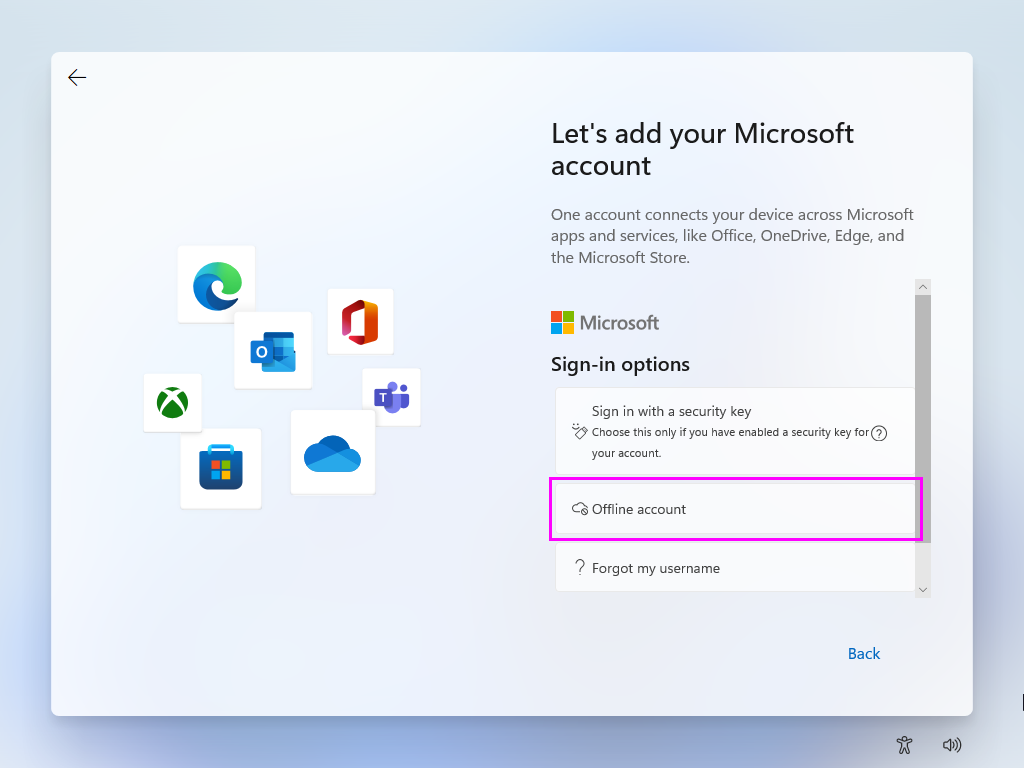 Let's add your Microsoft
account
One account connects your device across Microsoft
apps and services, like Office, OneDrive, Edge, and
the Microsoft Store.
Microsoft
Sign-in options
Sign in with a security key
Choose this only if you have enabled a security key for
your account.
Offline account
Forgot my username
Back